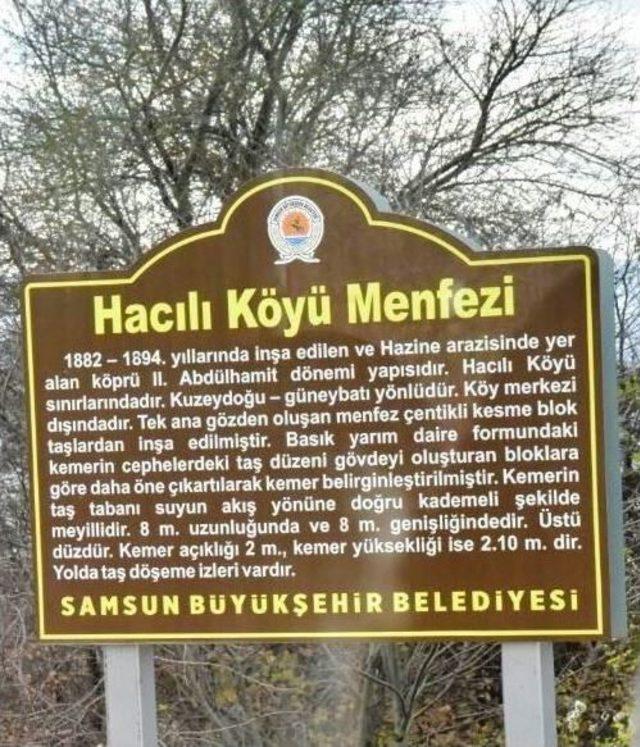 Hacılı Köyü Menfezi
1882 – 1894. yıllarında inşa edilen ve Hazine arazisinde yer
alan köprü II. Abdülhamit dönemi yapısıdır. Hacılı Köyü
sınırlarındadır. Kuzeydoğu – güneybatı yönlüdür. Köy merkezi
dışındadır. Tek ana gözden oluşan menfez çentikli kesme blok
taşlardan inşa edilmiştir. Basık yarım daire formundaki
kemerin cephelerdeki taş düzeni gövdeyi oluşturan bloklara
göre daha öne çıkartılarak kemer belirginleştirilmiştir. Kemerin
taş tabanı suyun akış yönüne doğru kademeli şekilde
meyillidir. 8 m. uzunluğunda ve 8 m. genişliğindedir. Üstü
düzdür. Kemer açıklığı 2 m., kemer yüksekliği ise 2.10 m. dir.
Yolda taş döşeme izleri vardır.
SAMSUN BÜYÜKŞEHİR BELEDİYESİ